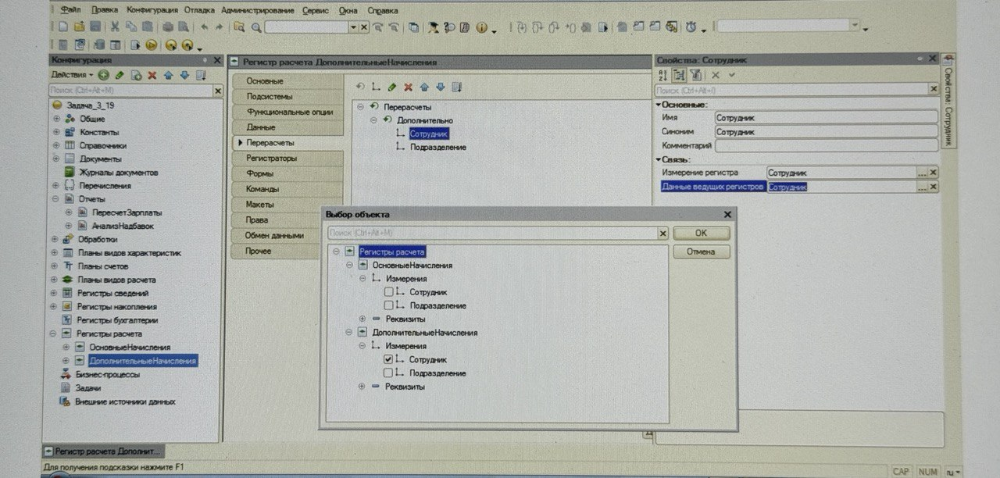 Файл Правка Конфигурация Отладка Администрирование Сервис Окна Справка
Конфигурация
Действия
Поиск (Ctrl+Alt+M)
Задача_3_19
Общие
Константы
Справочники
Документы
Журналы документов
Перечисления
Отчеты
ПересчетЗарплаты
АнализНадбавок
Обработки
Планы видов характеристик
Планы счетов
Планы видов расчета
Регистры сведений
Регистры накопления
Регистры бухгалтерии
Регистры расчета
ОсновныеНачисления
ДополнительныеНачисления
Бизнес-процессы
Задачи
Внешние источники данных
Регистр расчета ДополнительныеНачисления
Основные
Подсистемы
Функциональные опции
Данные
Перерасчеты
Регистраторы
Формы
Команды
Макеты
Права
Обмен данными
Прочее
Перерасчеты
Дополнительно
Сотрудник
Подразделение
Выбор объекта
Поиск (Ctrl+Alt+M)
OK
Отмена
Регистры расчета
ОсновныеНачисления
Измерения
Сотрудник
Подразделение
Реквизиты
ДополнительныеНачисления
Измерения
Сотрудник
Подразделение
Реквизиты
Свойства: Сотрудник
Поиск (Ctrl+Alt+I)
Основные:
Имя Сотрудник
Синоним Сотрудник
Комментарий
Связь:
Измерение регистра Сотрудник ...
Данные ведущих регистров Сотрудник ...
Свойства: Сотрудник
Регистр расчета Дополнит...
Для получения подсказки нажмите F1
CAP NUM ru